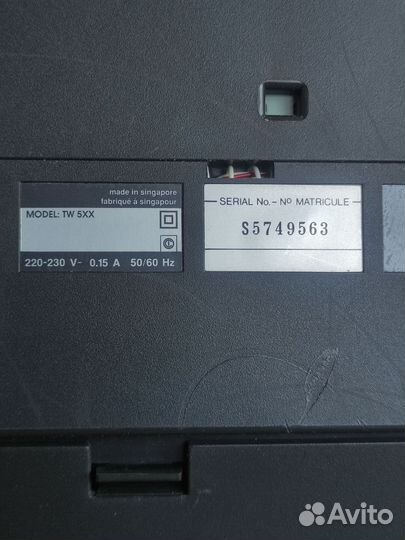 made in singapore
fabriqué à singapour
MODEL: TW 5XX
220-230 V~ 0.15 A 50/60 Hz
SERIAL No. – Nº MATRICULE
S5749563
Avito